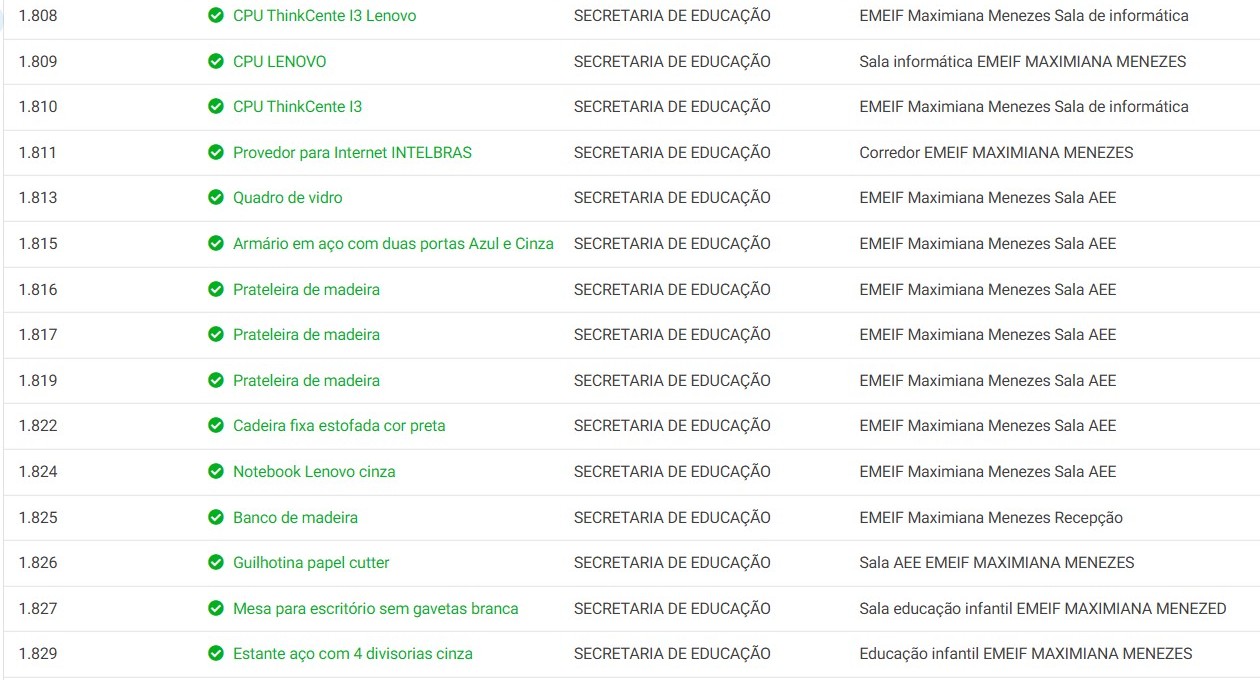 1.808 CPU ThinkCente I3 Lenovo SECRETARIA DE EDUCAÇÃO EMEIF Maximiana Menezes Sala de informática
1.809 CPU LENOVO SECRETARIA DE EDUCAÇÃO Sala informática EMEIF MAXIMIANA MENEZES
1.810 CPU ThinkCente I3 SECRETARIA DE EDUCAÇÃO EMEIF Maximiana Menezes Sala de informática
1.811 Provedor para Internet INTELBRAS SECRETARIA DE EDUCAÇÃO Corredor EMEIF MAXIMIANA MENEZES
1.813 Quadro de vidro SECRETARIA DE EDUCAÇÃO EMEIF Maximiana Menezes Sala AEE
1.815 Armário em aço com duas portas Azul e Cinza SECRETARIA DE EDUCAÇÃO EMEIF Maximiana Menezes Sala AEE
1.816 Prateleira de madeira SECRETARIA DE EDUCAÇÃO EMEIF Maximiana Menezes Sala AEE
1.817 Prateleira de madeira SECRETARIA DE EDUCAÇÃO EMEIF Maximiana Menezes Sala AEE
1.819 Prateleira de madeira SECRETARIA DE EDUCAÇÃO EMEIF Maximiana Menezes Sala AEE
1.822 Cadeira fixa estofada cor preta SECRETARIA DE EDUCAÇÃO EMEIF Maximiana Menezes Sala AEE
1.824 Notebook Lenovo cinza SECRETARIA DE EDUCAÇÃO EMEIF Maximiana Menezes Sala AEE
1.825 Banco de madeira SECRETARIA DE EDUCAÇÃO EMEIF Maximiana Menezes Recepção
1.826 Guilhotina papel cutter SECRETARIA DE EDUCAÇÃO Sala AEE EMEIF MAXIMIANA MENEZES
1.827 Mesa para escritório sem gavetas branca SECRETARIA DE EDUCAÇÃO Sala educação infantil EMEIF MAXIMIANA MENEZED
1.829 Estante aço com 4 divisorias cinza SECRETARIA DE EDUCAÇÃO Educação infantil EMEIF MAXIMIANA MENEZES